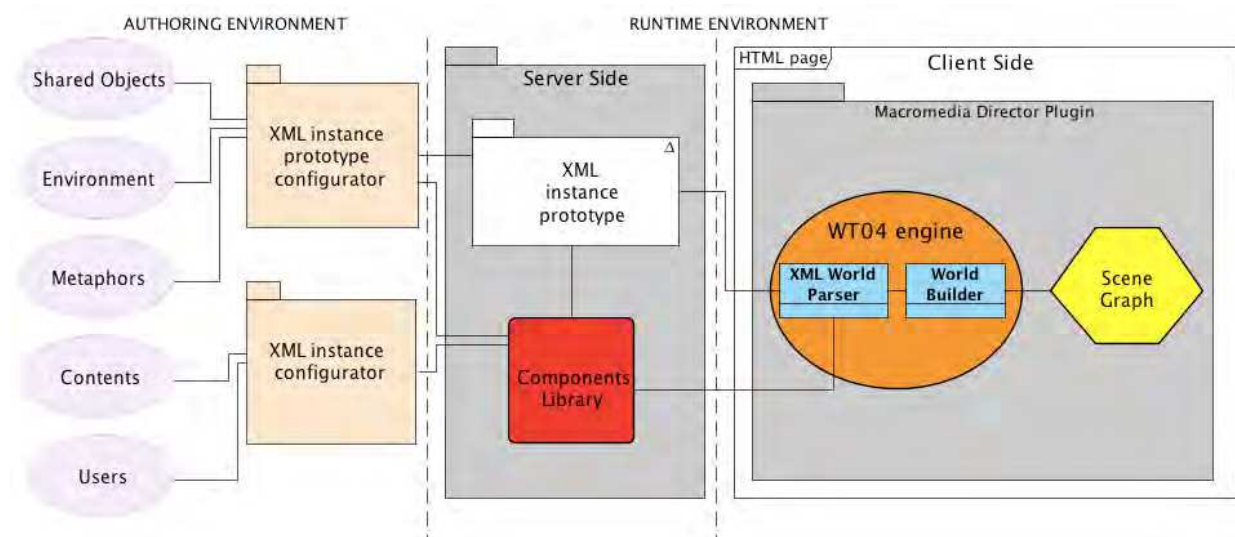 AUTHORING ENVIRONMENT
RUNTIME ENVIRONMENT
Shared Objects
Environment
Metaphors
Contents
Users
XML instance
prototype
configurator
XML instance
configurator
Server Side
Δ
XML
instance
prototype
Components
Library
HTML page
Client Side
Macromedia Director Plugin
WT04 engine
XML World
Parser
World
Builder
Scene
Graph